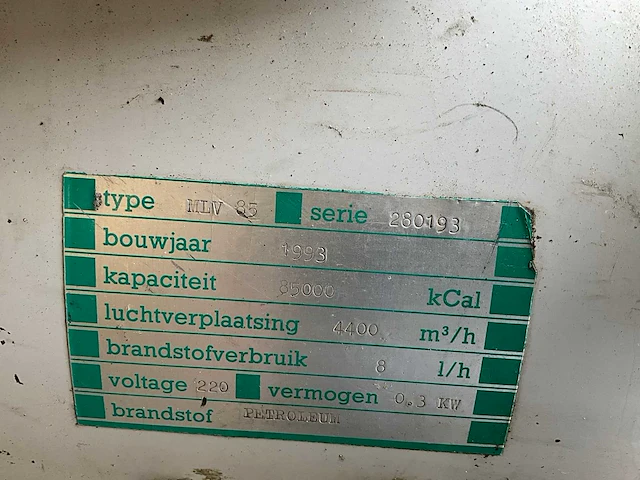 type MLV 85 serie 280193
bouwjaar 1993
kapaciteit 85000 kCal
luchtverplaatsing 4400 m³/h
brandstofverbruik 8 l/h
voltage 220 vermogen 0.3 KW
brandstof PETROLEUM